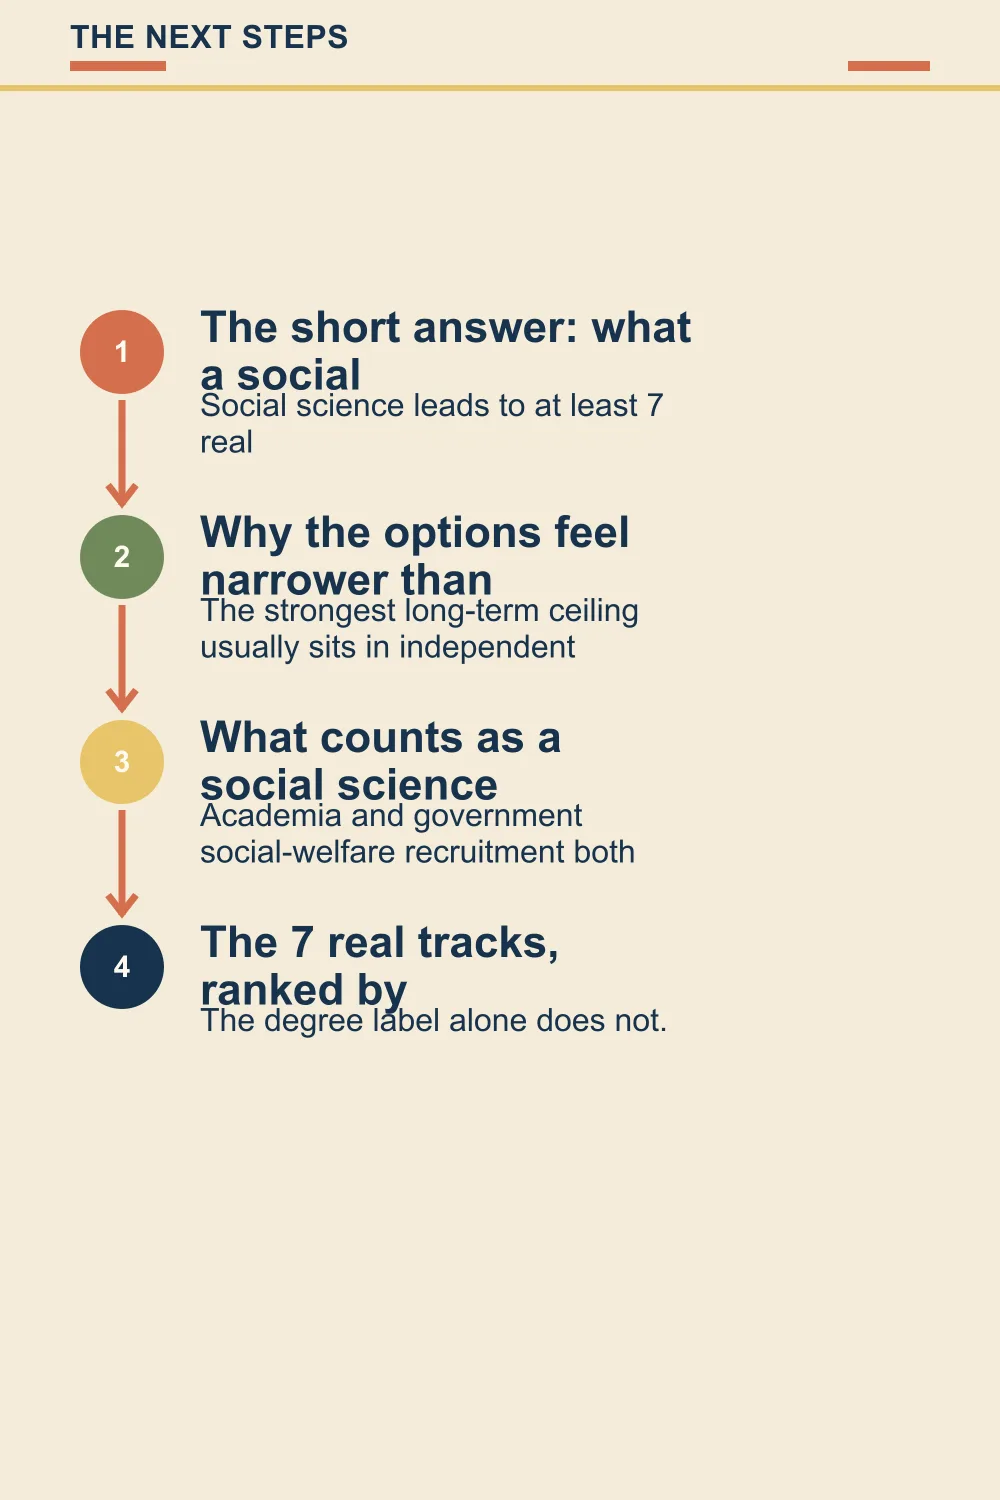 THE NEXT STEPS
1
The short answer: what
a social
Social science leads to at least 7
real
2
Why the options feel
narrower than
The strongest long-term ceiling
usually sits in independent
3
What counts as a
social science
Academia and government
social-welfare recruitment both
4
The 7 real tracks,
ranked by
The degree label alone does not.